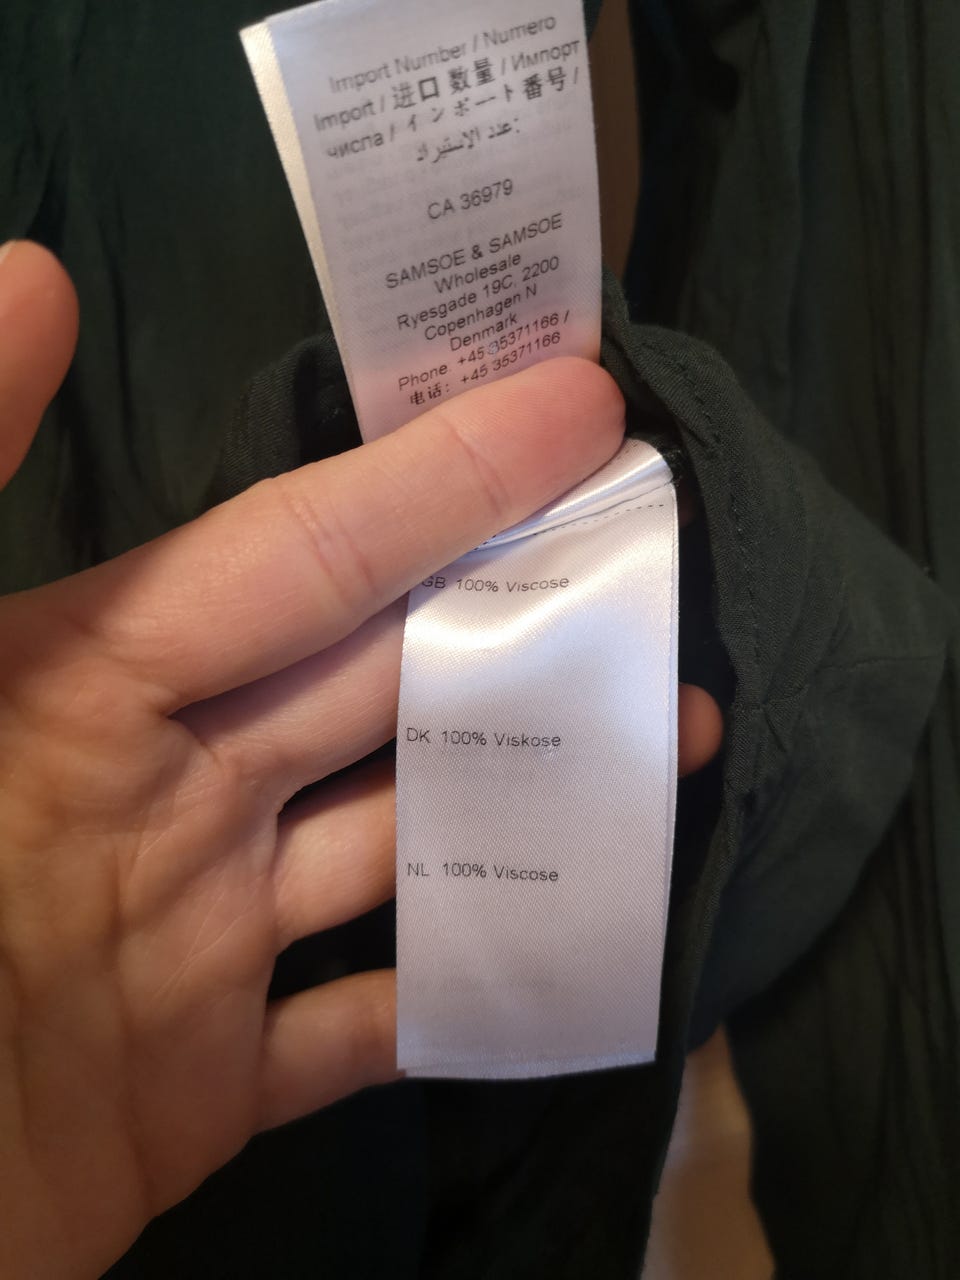 Import Number / Numero
Import / 进口 数量 / Импорт
числа / インポート 番号 /
عدد الاستيراد:
CA 36979
SAMSOE & SAMSOE
Wholesale
Ryesgade 19C, 2200
Copenhagen N
Denmark
Phone. +45 35371166 /
电话: +45 35371166
GB 100% Viscose
DK 100% Viskose
NL 100% Viscose